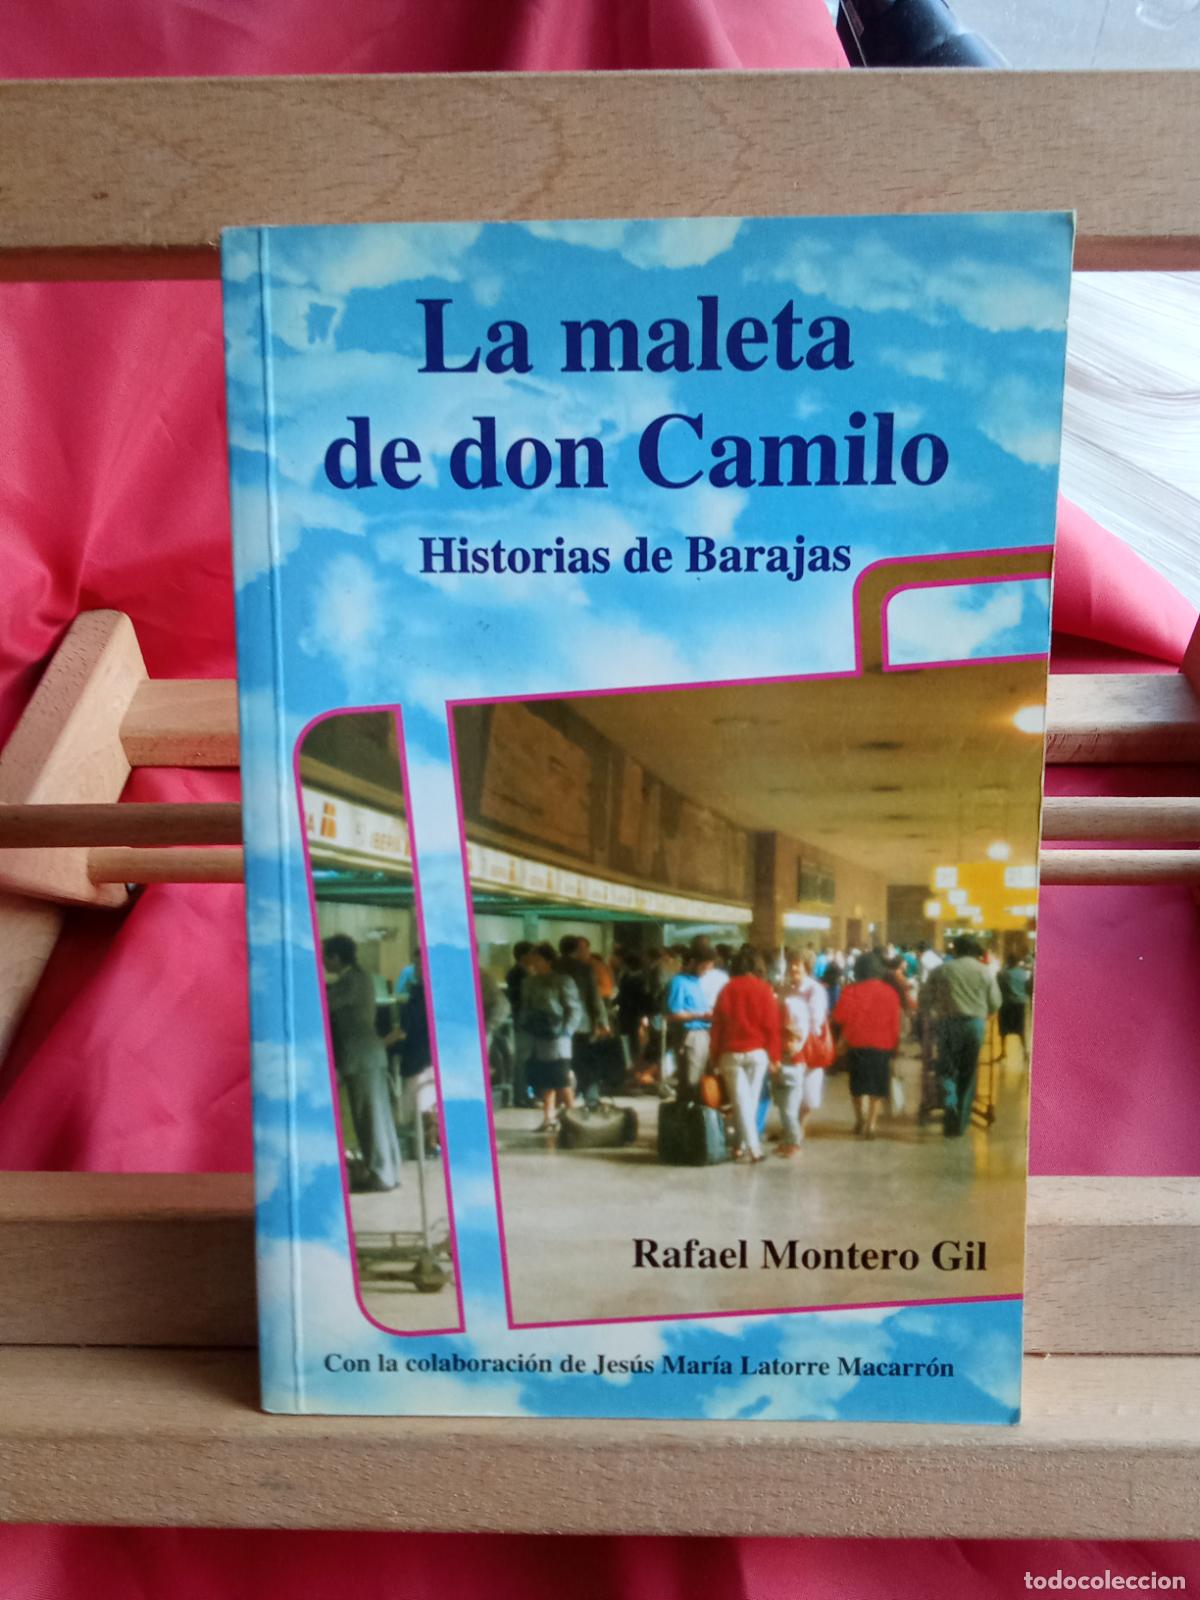 La maleta
de don Camilo
Historias de Barajas
IBERIA
Rafael Montero Gil
Con la colaboración de Jesús María Latorre Macarrón
todocoleccion